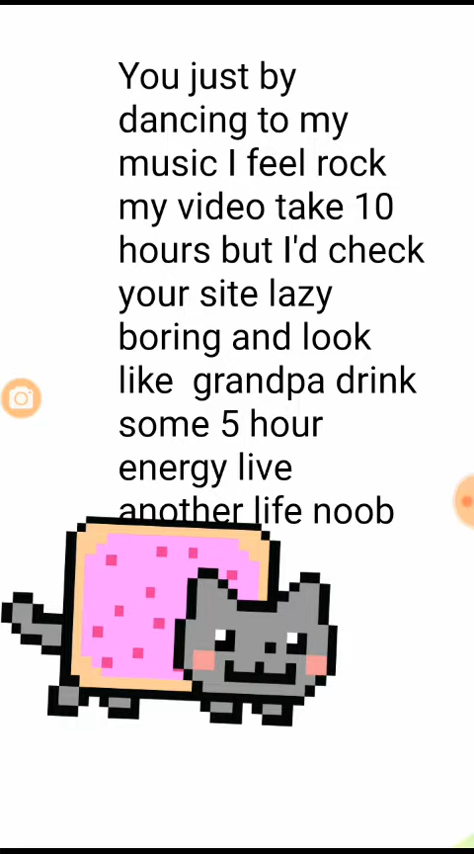 You just by
dancing to my
music I feel rock
my video take 10
hours but I'd check
your site lazy
boring and look
like  grandpa drink
some 5 hour
energy live
another life noob